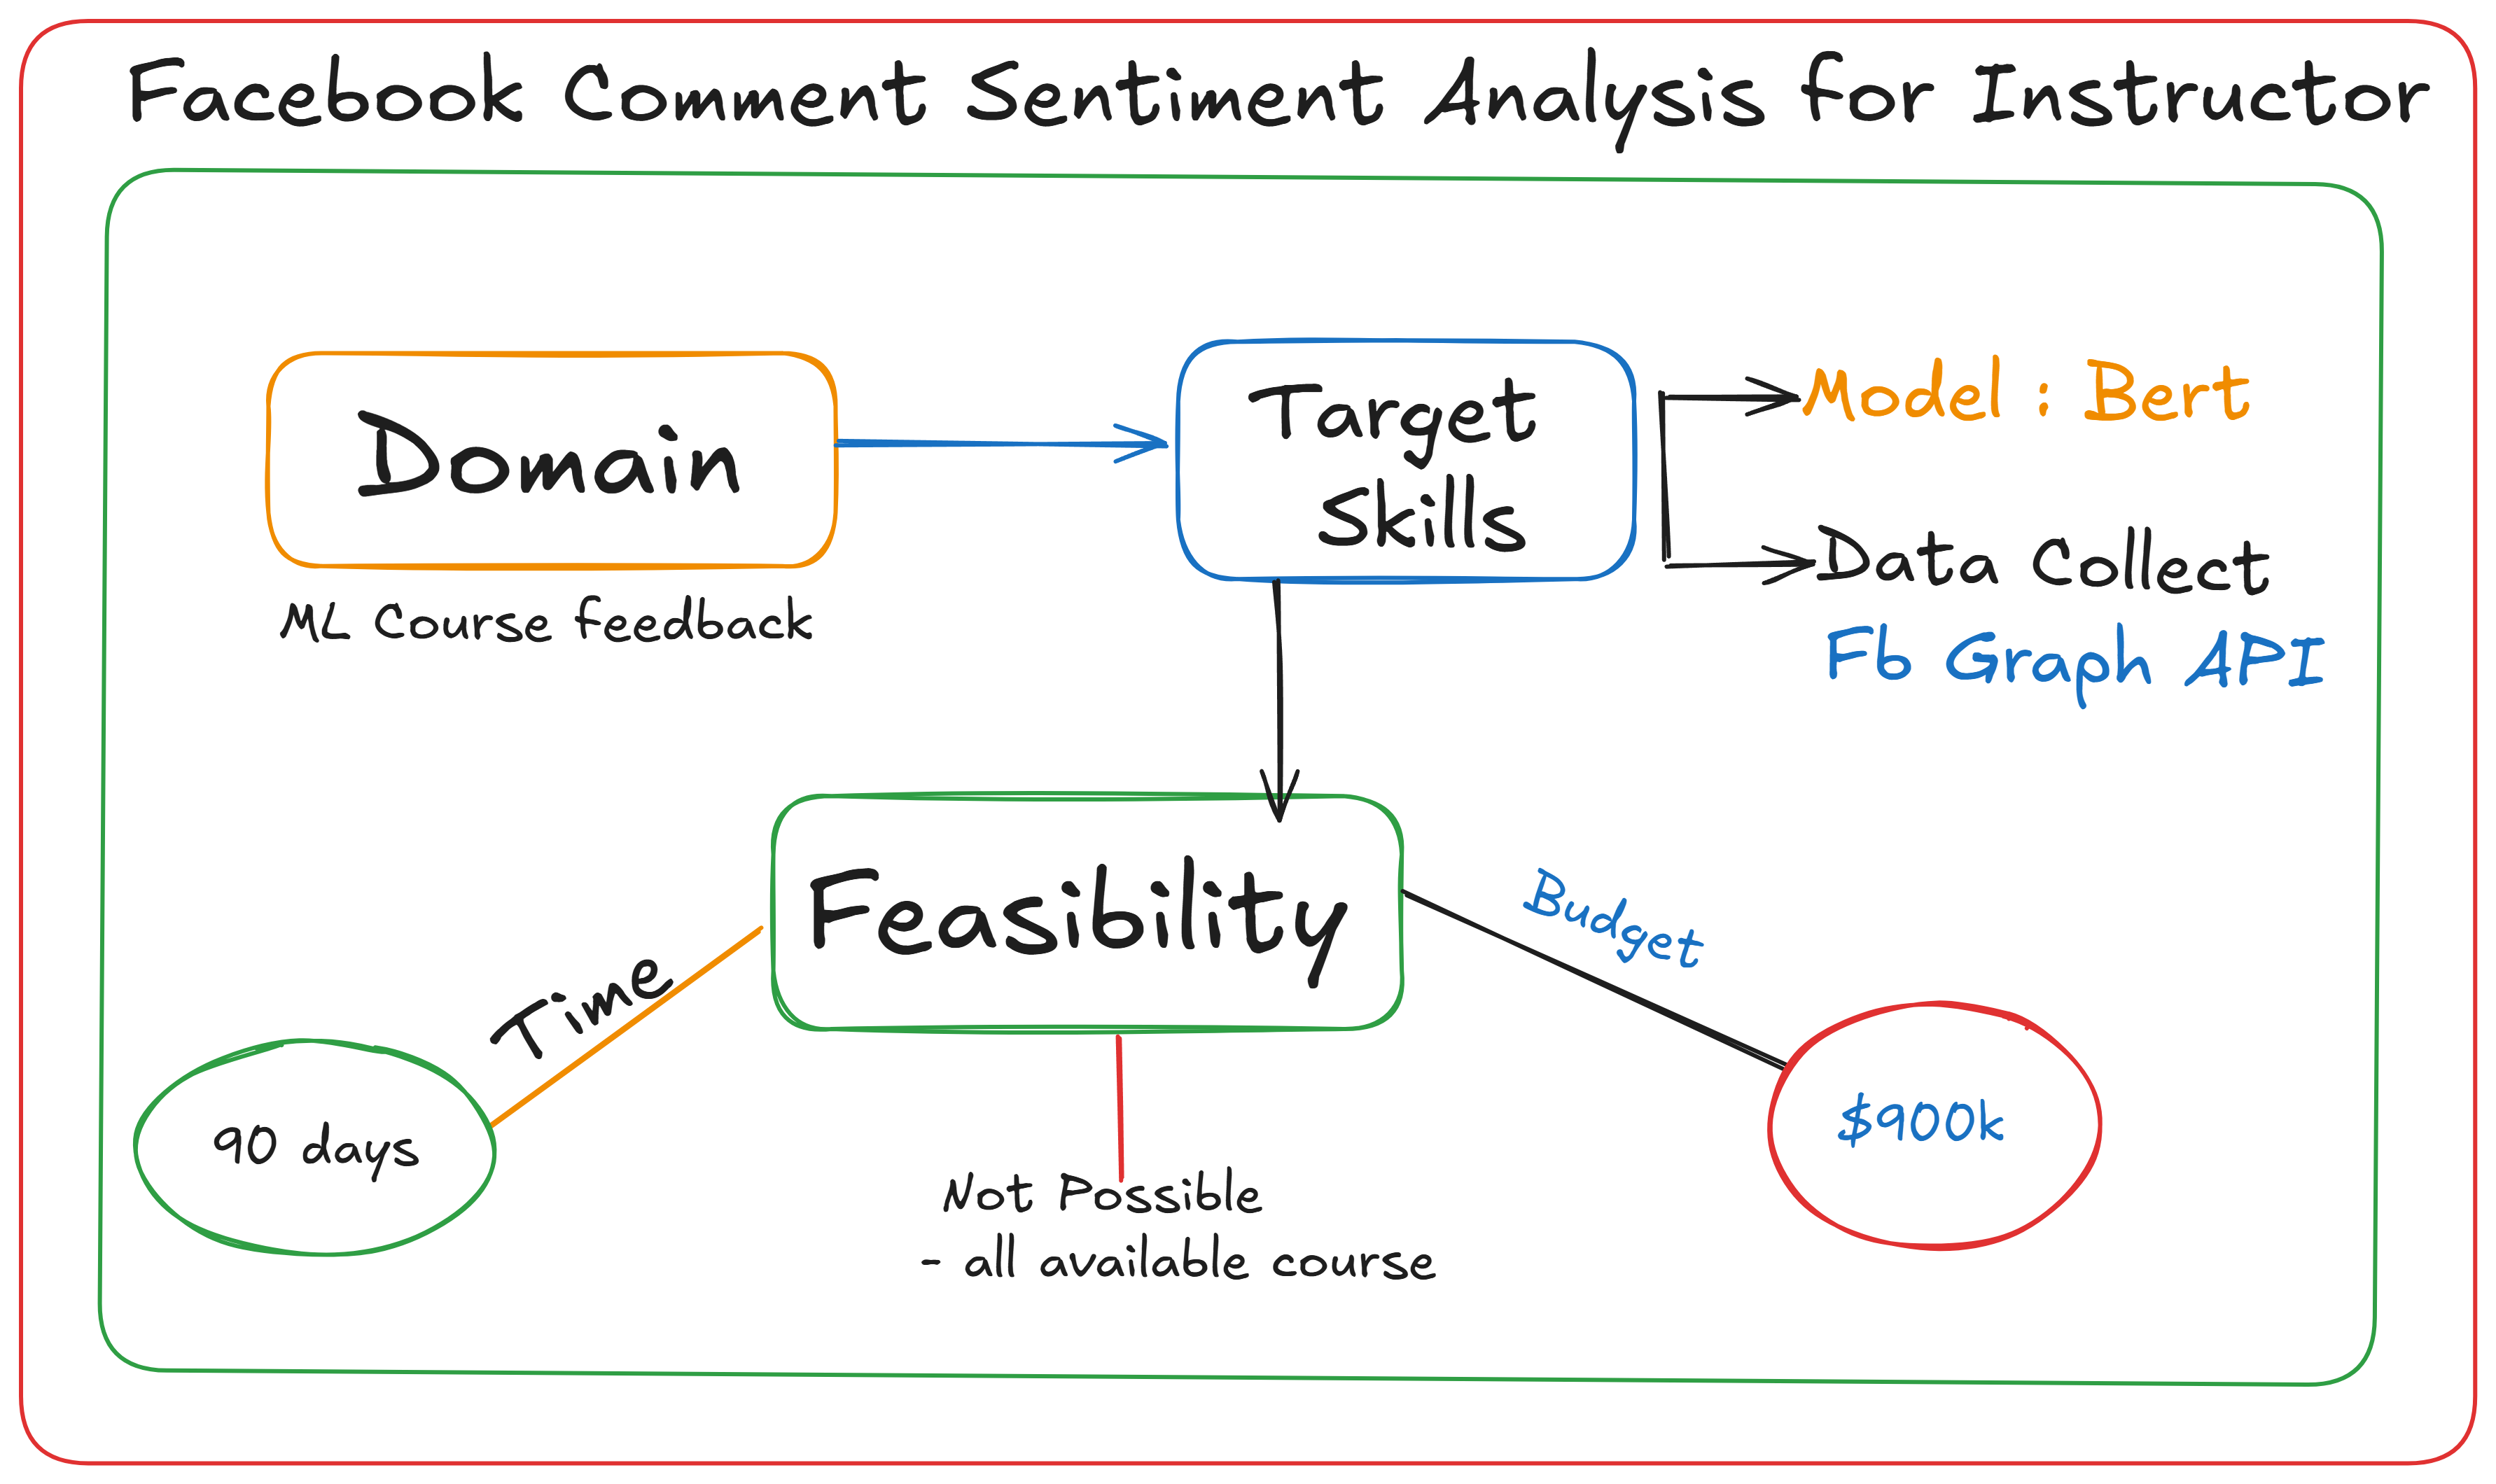 Facebook Comment Sentiment Analysis for Instructor
Domain
ML Course feedback
Target
Skills
Model : Bert
Data Collect
Fb Graph API
Feasibility
Time
90 days
Budget
$900k
Not Possible
- all available course